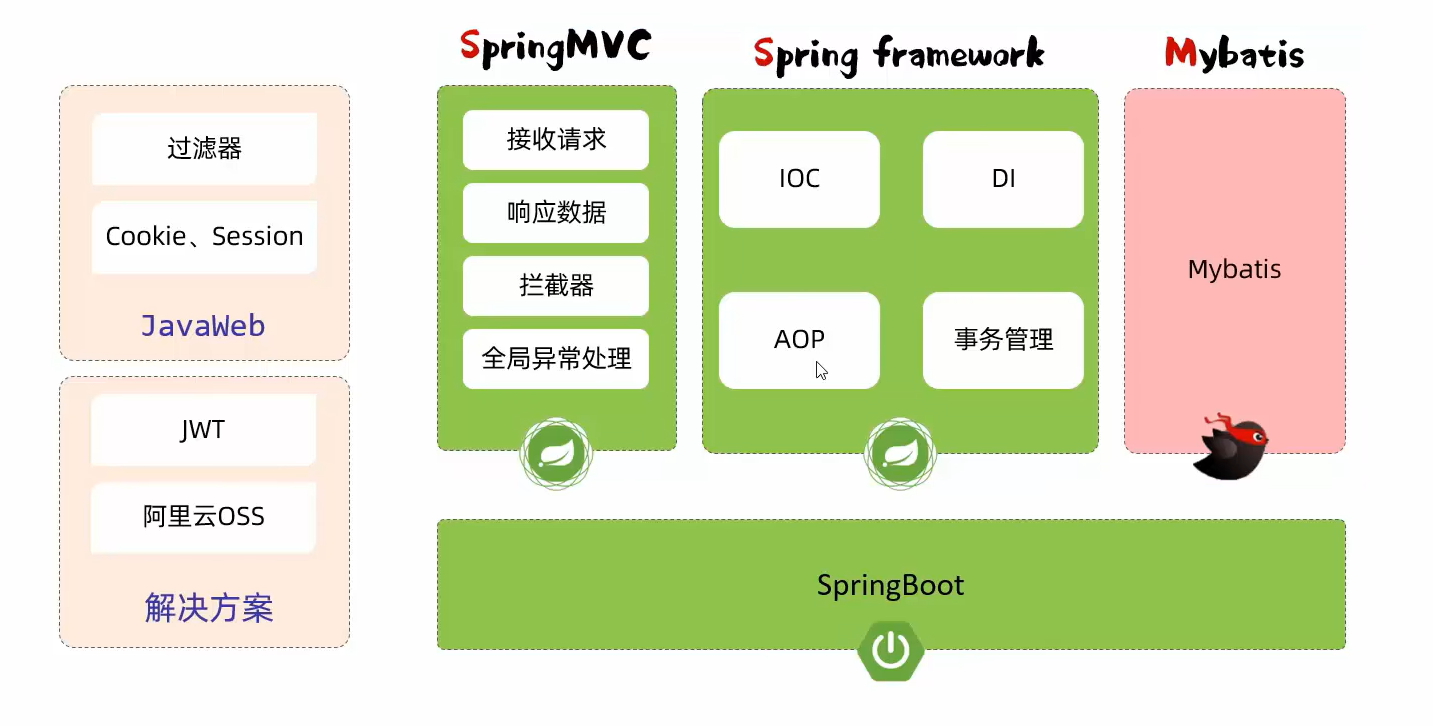 SpringMVC
Spring framework
Mybatis
过滤器
Cookie、Session
JavaWeb
JWT
阿里云OSS
解决方案
接收请求
响应数据
拦截器
全局异常处理
IOC
DI
AOP
事务管理
Mybatis
SpringBoot